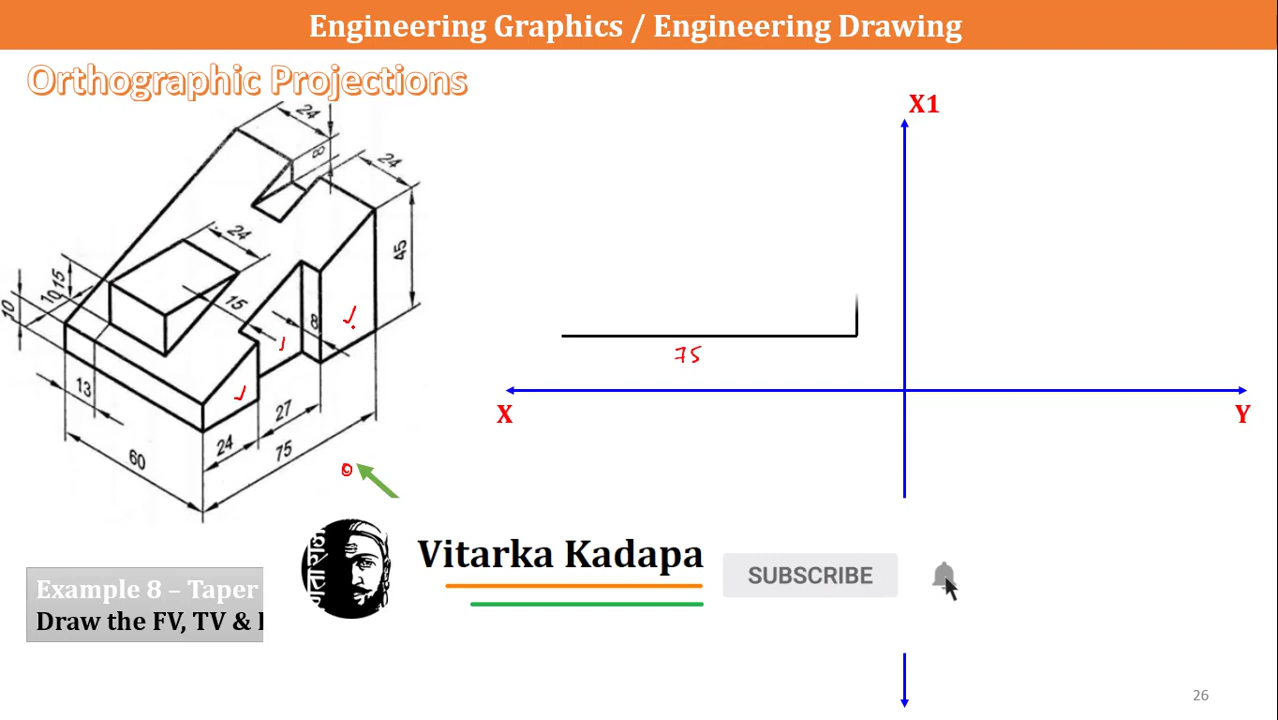 Engineering Graphics / Engineering Drawing
Orthographic Projections
X1
24
8
24
24
45
15
10
10
15
8
13
27
24
75
60
75
X
Y
Vitarka Kadapa
SUBSCRIBE
Example 8 – Taper
Draw the FV, TV &
26